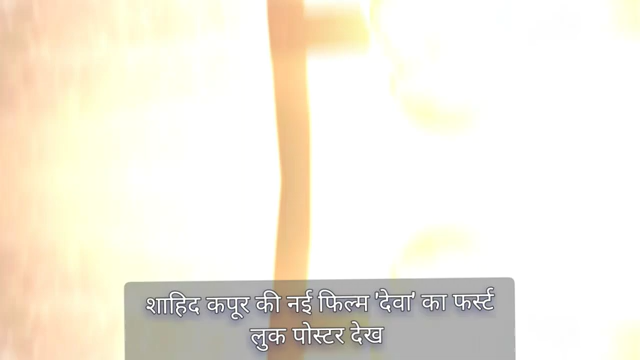 शाहिद कपूर की नई फिल्म 'देवा' का फर्स्ट
लुक पोस्टर देख